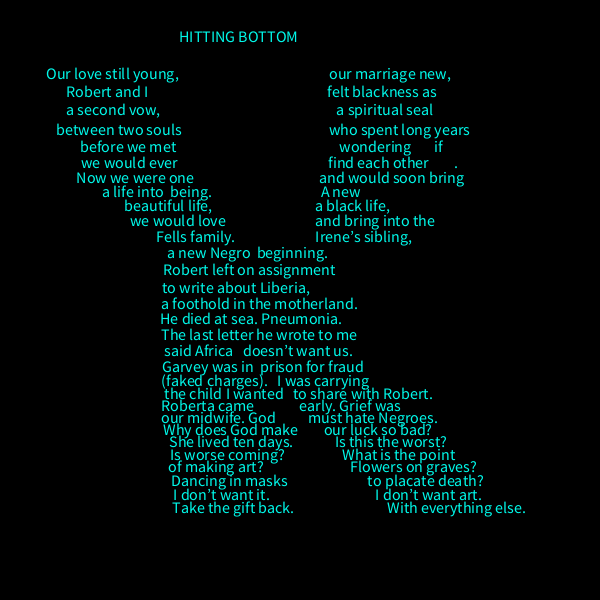 HITTING BOTTOM
Our love still young, our marriage new,
Robert and I felt blackness as
a second vow, a spiritual seal
between two souls who spent long years
before we met wondering if
we would ever find each other .
Now we were one and would soon bring
a life into being. A new
beautiful life, a black life,
we would love and bring into the
Fells family. Irene’s sibling,
a new Negro beginning.
Robert left on assignment
to write about Liberia,
a foothold in the motherland.
He died at sea. Pneumonia.
The last letter he wrote to me
said Africa doesn’t want us.
Garvey was in prison for fraud
(faked charges). I was carrying
the child I wanted to share with Robert.
Roberta came early. Grief was
our midwife. God must hate Negroes.
Why does God make our luck so bad?
She lived ten days. Is this the worst?
Is worse coming? What is the point
of making art? Flowers on graves?
Dancing in masks to placate death?
I don’t want it. I don’t want art.
Take the gift back. With everything else.